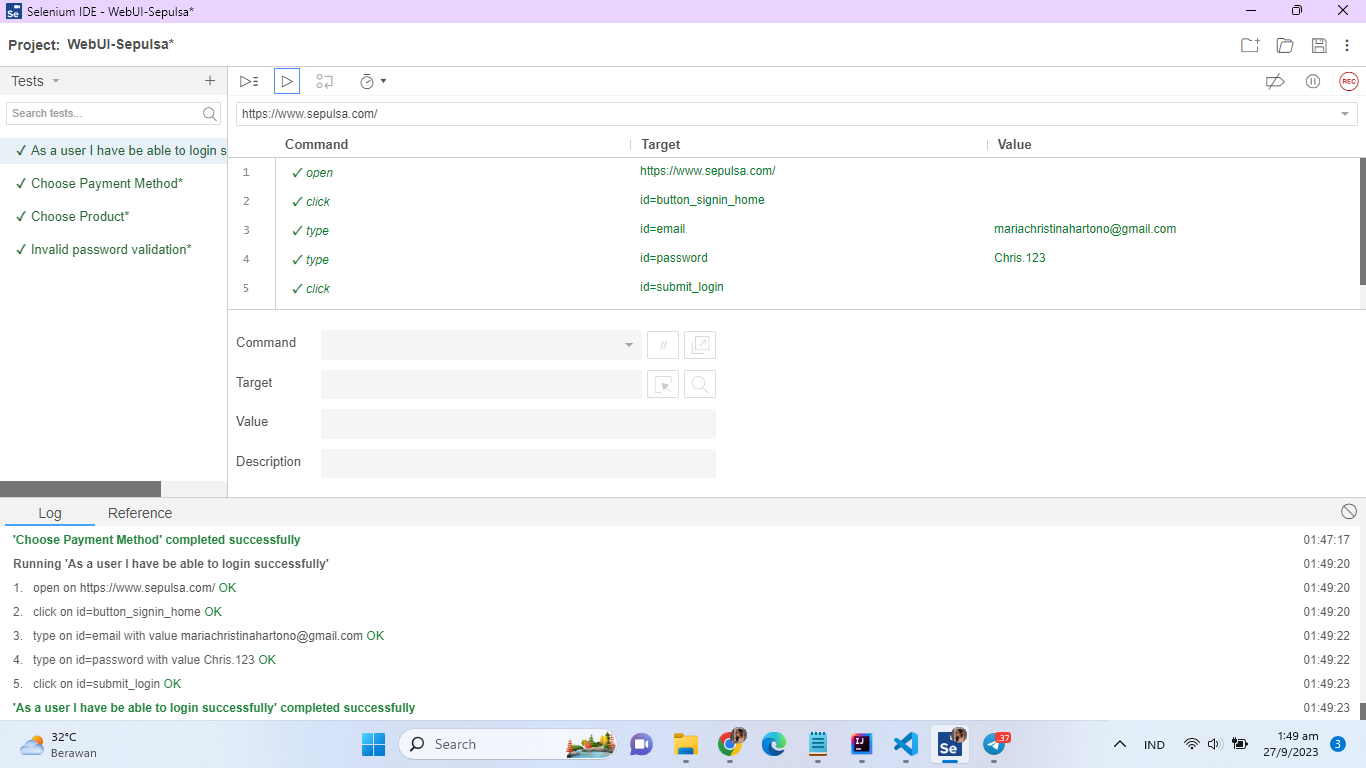 Selenium IDE - WebUI-Sepulsa*
Project: WebUI-Sepulsa*
Tests
Search tests...
✓ As a user I have be able to login s
✓ Choose Payment Method*
✓ Choose Product*
✓ Invalid password validation*
REC
https://www.sepulsa.com/
Command Target Value
1 ✓ open https://www.sepulsa.com/
2 ✓ click id=button_signin_home
3 ✓ type id=email mariachristinahartono@gmail.com
4 ✓ type id=password Chris.123
5 ✓ click id=submit_login
Command //
Target
Value
Description
Log Reference
'Choose Payment Method' completed successfully 01:47:17
Running 'As a user I have be able to login successfully' 01:49:20
1. open on https://www.sepulsa.com/ OK 01:49:20
2. click on id=button_signin_home OK 01:49:20
3. type on id=email with value mariachristinahartono@gmail.com OK 01:49:22
4. type on id=password with value Chris.123 OK 01:49:22
5. click on id=submit_login OK 01:49:23
'As a user I have be able to login successfully' completed successfully 01:49:23
32°C
Berawan
Search
IJ
Se
37
IND
1:49 am
27/9/2023
3